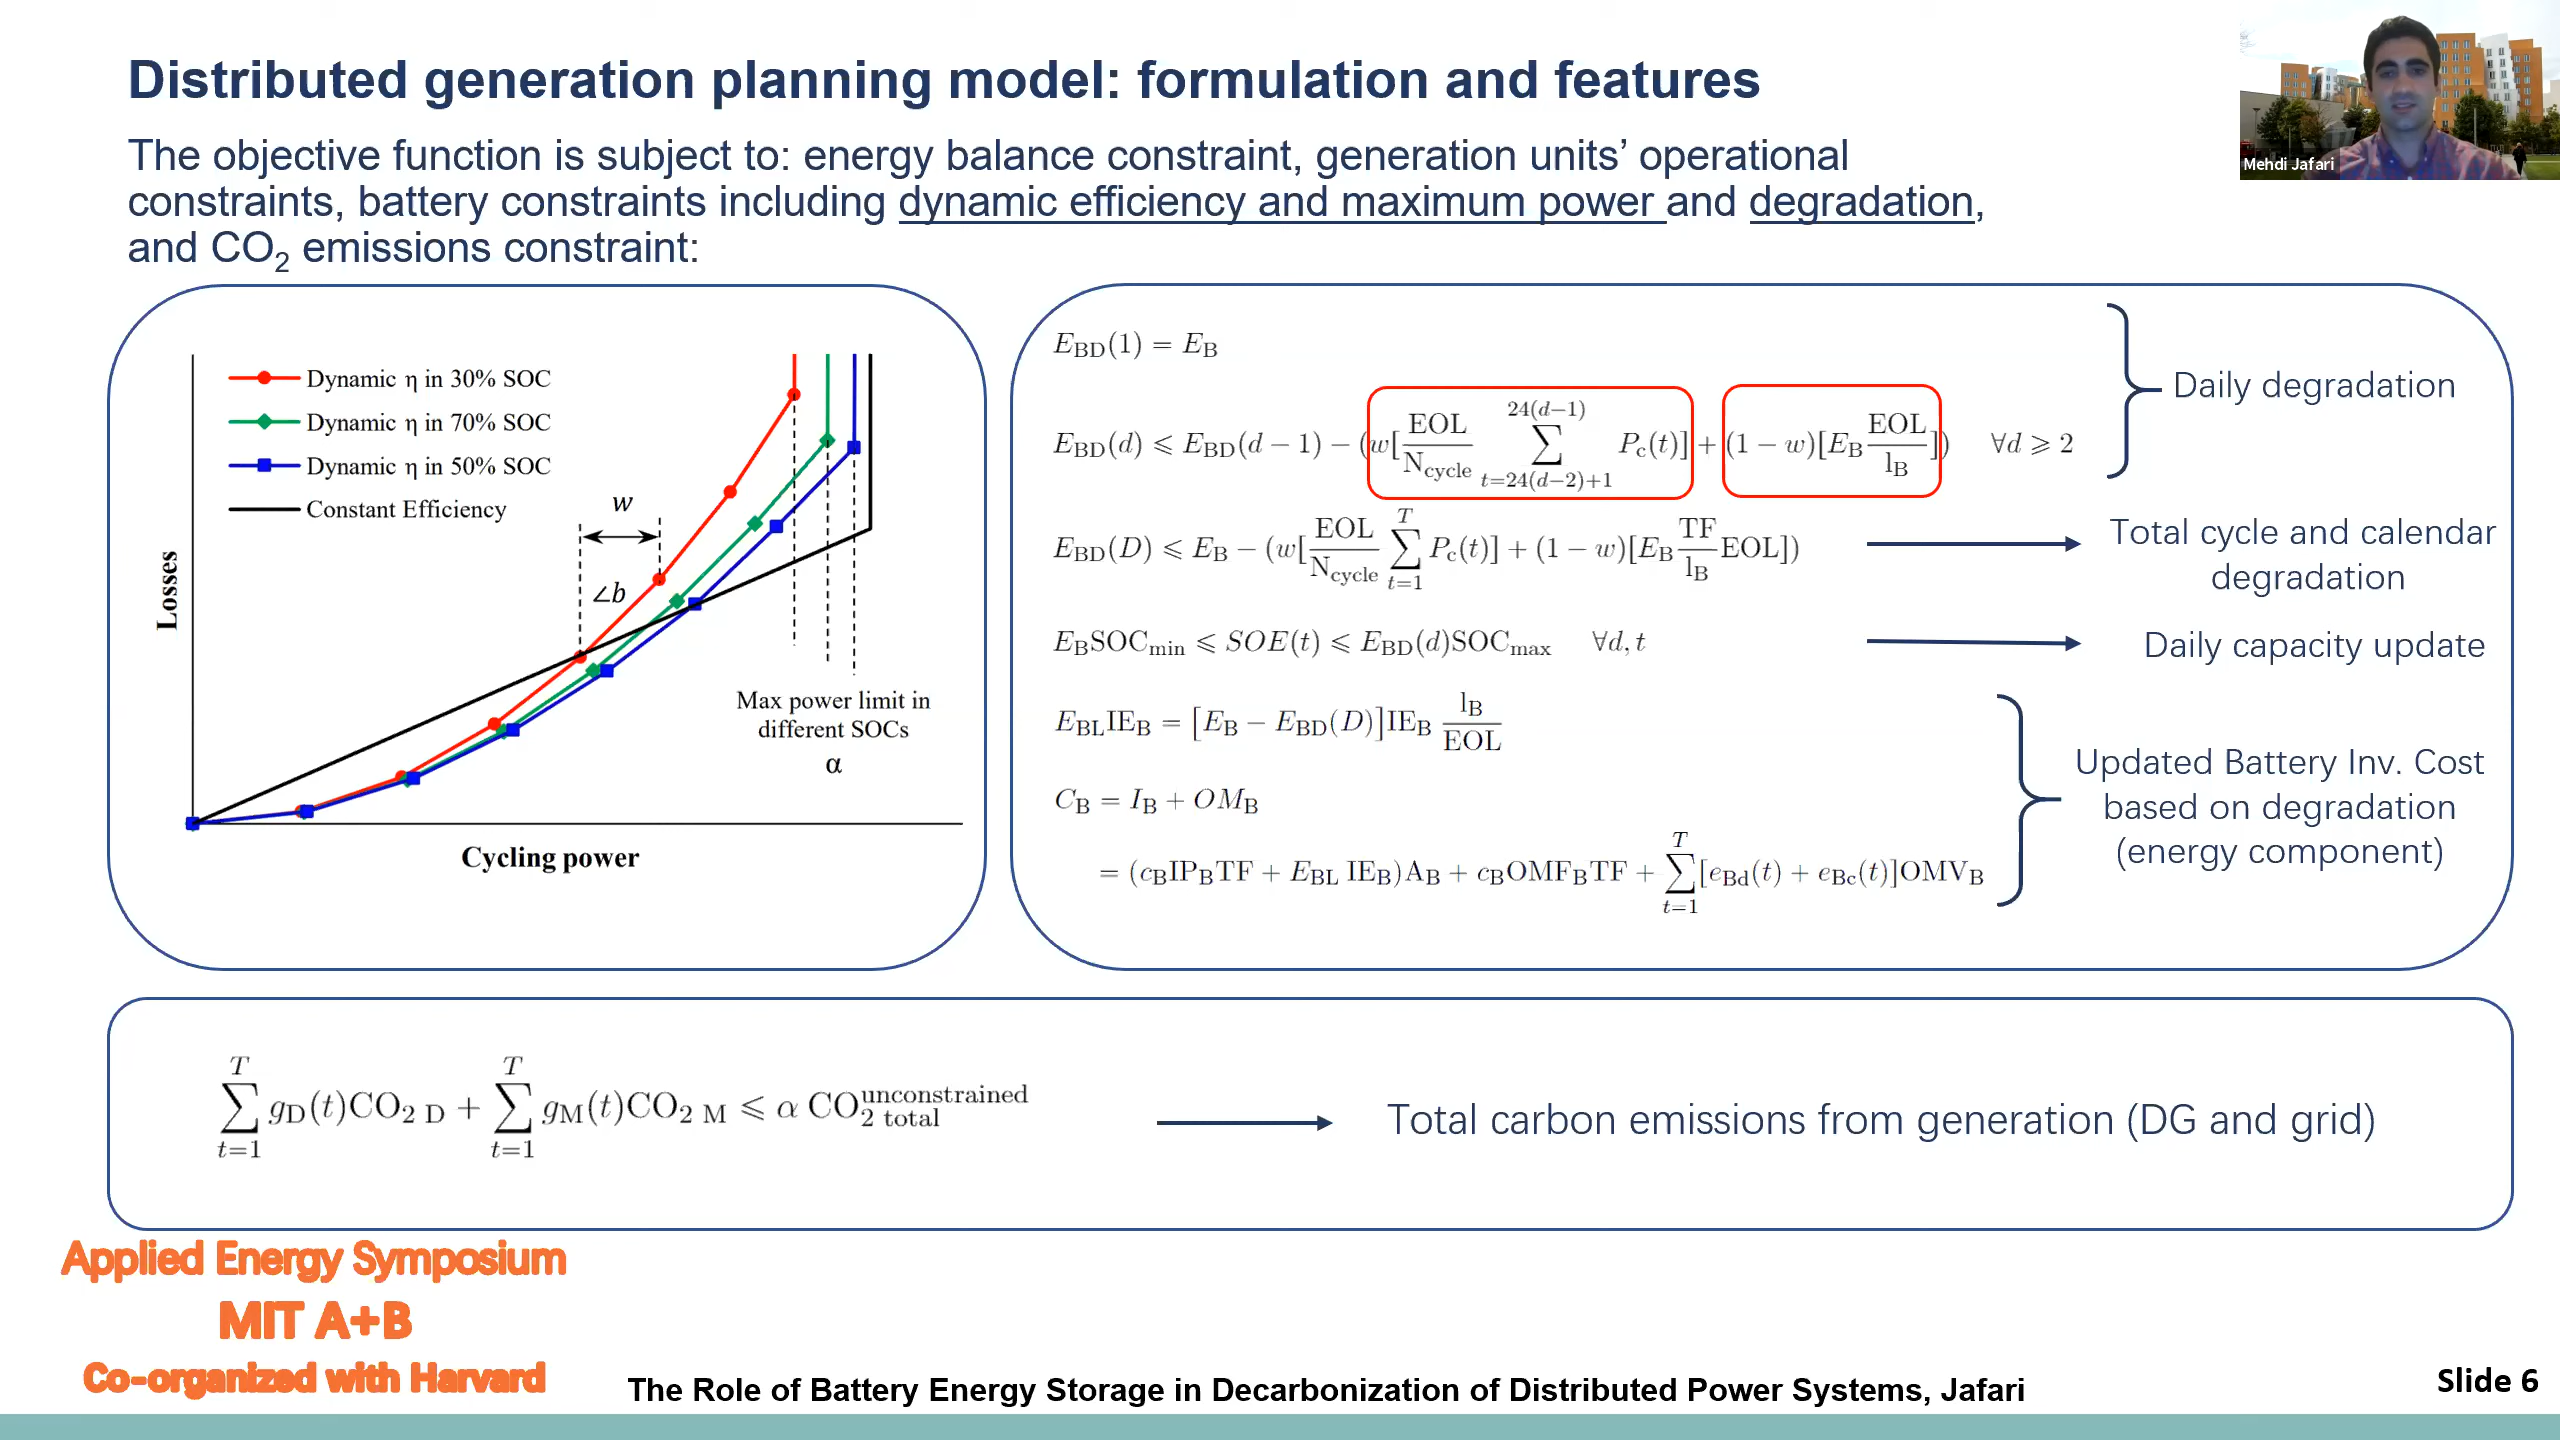 Distributed generation planning model: formulation and features
The objective function is subject to: energy balance constraint, generation units’ operational
constraints, battery constraints including dynamic efficiency and maximum power and degradation,
and CO₂ emissions constraint:
Mehdi Jafari
Dynamic η in 30% SOC
Dynamic η in 70% SOC
Dynamic η in 50% SOC
Constant Efficiency
w
∠b
Losses
Max power limit in
different SOCs
α
Cycling power
E_BD(1) = E_B
E_BD(d) ⩽ E_BD(d − 1) − (w[EOL/N_cycle ∑_{t=24(d−2)+1}^{24(d−1)} P_c(t)] + (1 − w)[E_B EOL/l_B]) ∀d ⩾ 2
Daily degradation
E_BD(D) ⩽ E_B − (w[EOL/N_cycle ∑_{t=1}^{T} P_c(t)] + (1 − w)[E_B TF/l_B EOL])
Total cycle and calendar
degradation
E_B SOC_min ⩽ SOE(t) ⩽ E_BD(d)SOC_max ∀d, t
Daily capacity update
E_BL IE_B = [E_B − E_BD(D)]IE_B l_B/EOL
C_B = I_B + OM_B
= (c_B IP_B TF + E_BL IE_B)A_B + c_B OMF_B TF + ∑_{t=1}^{T} [e_Bd(t) + e_Bc(t)]OMV_B
Updated Battery Inv. Cost
based on degradation
(energy component)
∑_{t=1}^{T} g_D(t)CO_{2 D} + ∑_{t=1}^{T} g_M(t)CO_{2 M} ⩽ α CO_{2 total}^{unconstrained}
Total carbon emissions from generation (DG and grid)
Applied Energy Symposium
MIT A+B
Co-organized with Harvard
The Role of Battery Energy Storage in Decarbonization of Distributed Power Systems, Jafari
Slide 6